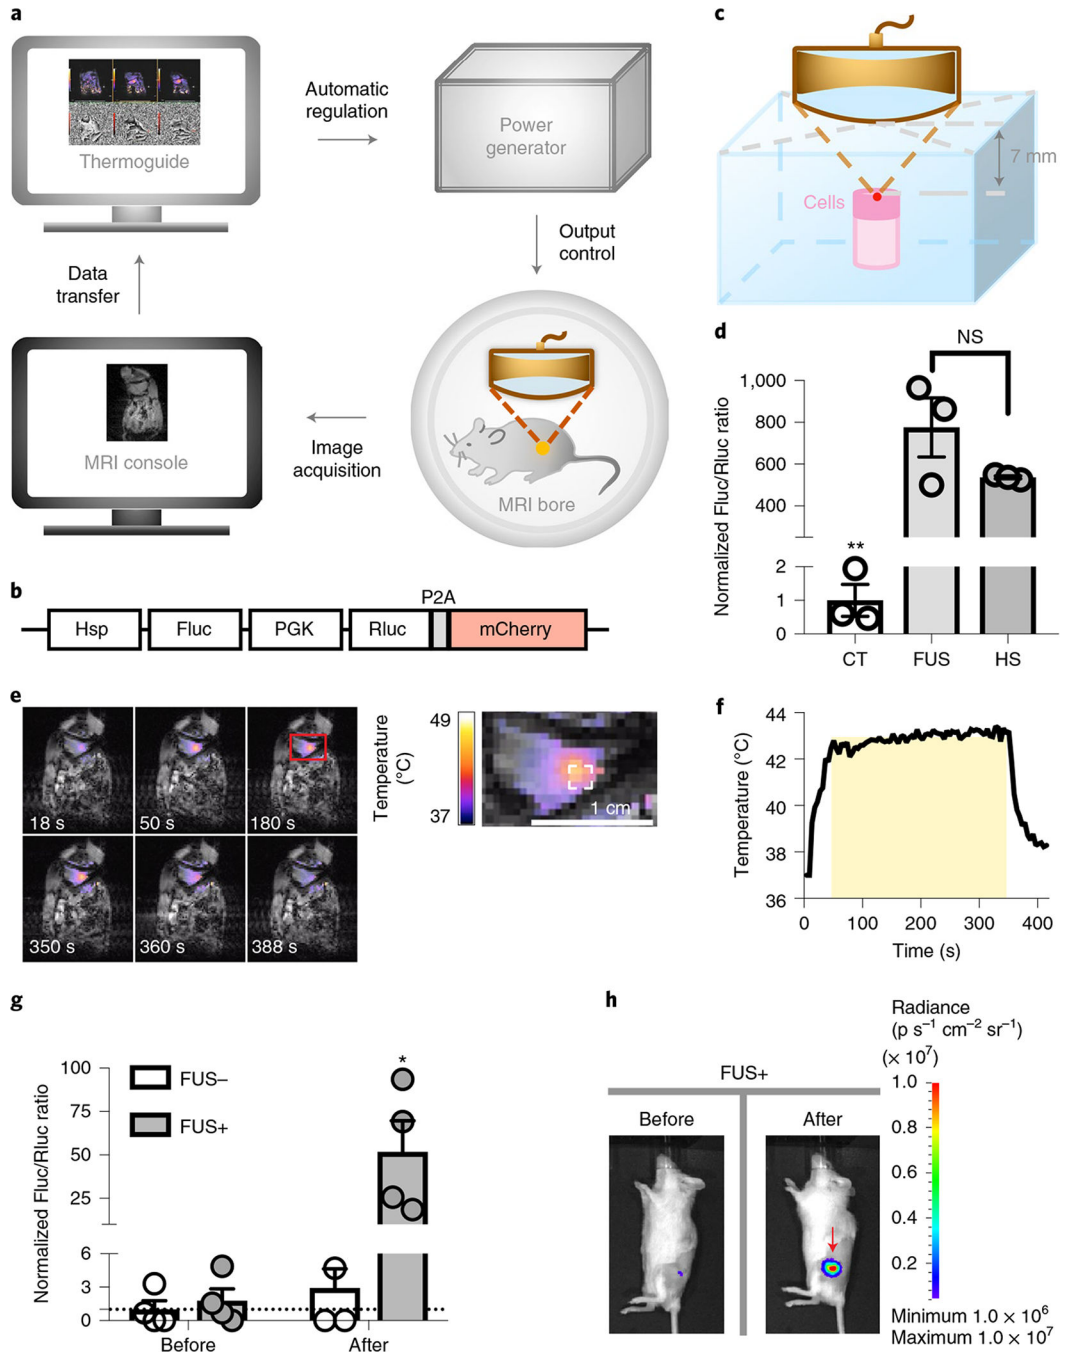 a
Thermoguide
Automatic
regulation
Power
generator
Output
control
Data
transfer
MRI console
Image
acquisition
MRI bore
b
Hsp
Fluc
PGK
Rluc
P2A
mCherry
c
7 mm
Cells
d
NS
Normalized Fluc/Rluc ratio
1,000
800
600
400
2
1
0
**
CT
FUS
HS
e
18 s
50 s
180 s
350 s
360 s
388 s
Temperature
(°C)
49
37
1 cm
f
Temperature (°C)
44
42
40
38
36
0
100
200
300
400
Time (s)
g
Normalized Fluc/Rluc ratio
100
75
50
25
6
3
0
FUS–
FUS+
*
Before
After
h
FUS+
Before
After
Radiance
(p s⁻¹ cm⁻² sr⁻¹)
(× 10⁷)
1.0
0.8
0.6
0.4
0.2
Minimum 1.0 × 10⁶
Maximum 1.0 × 10⁷